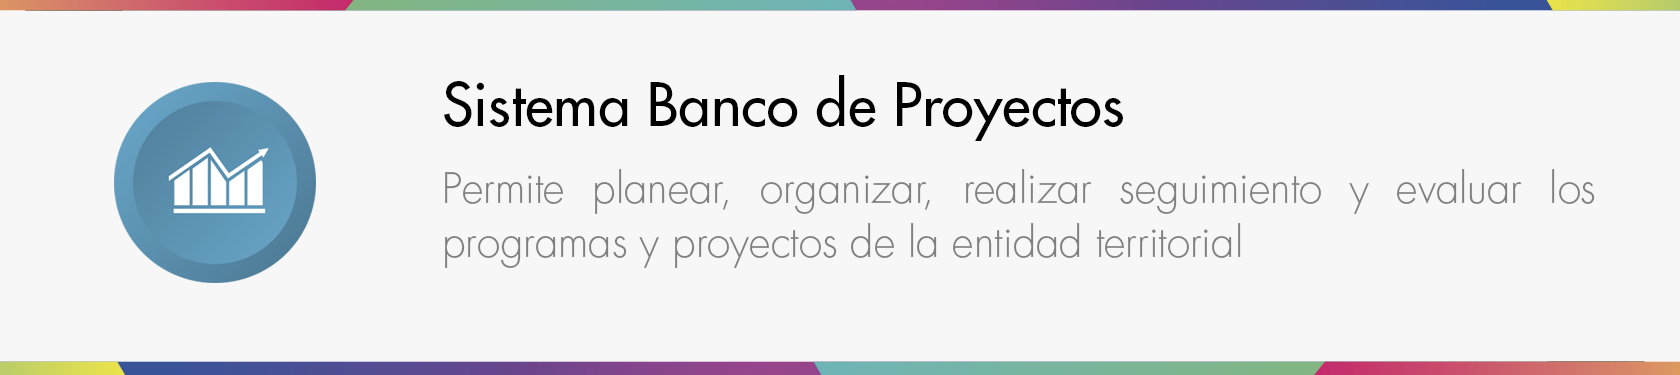 Sistema Banco de Proyectos
Permite planear, organizar, realizar seguimiento y evaluar los
programas y proyectos de la entidad territorial